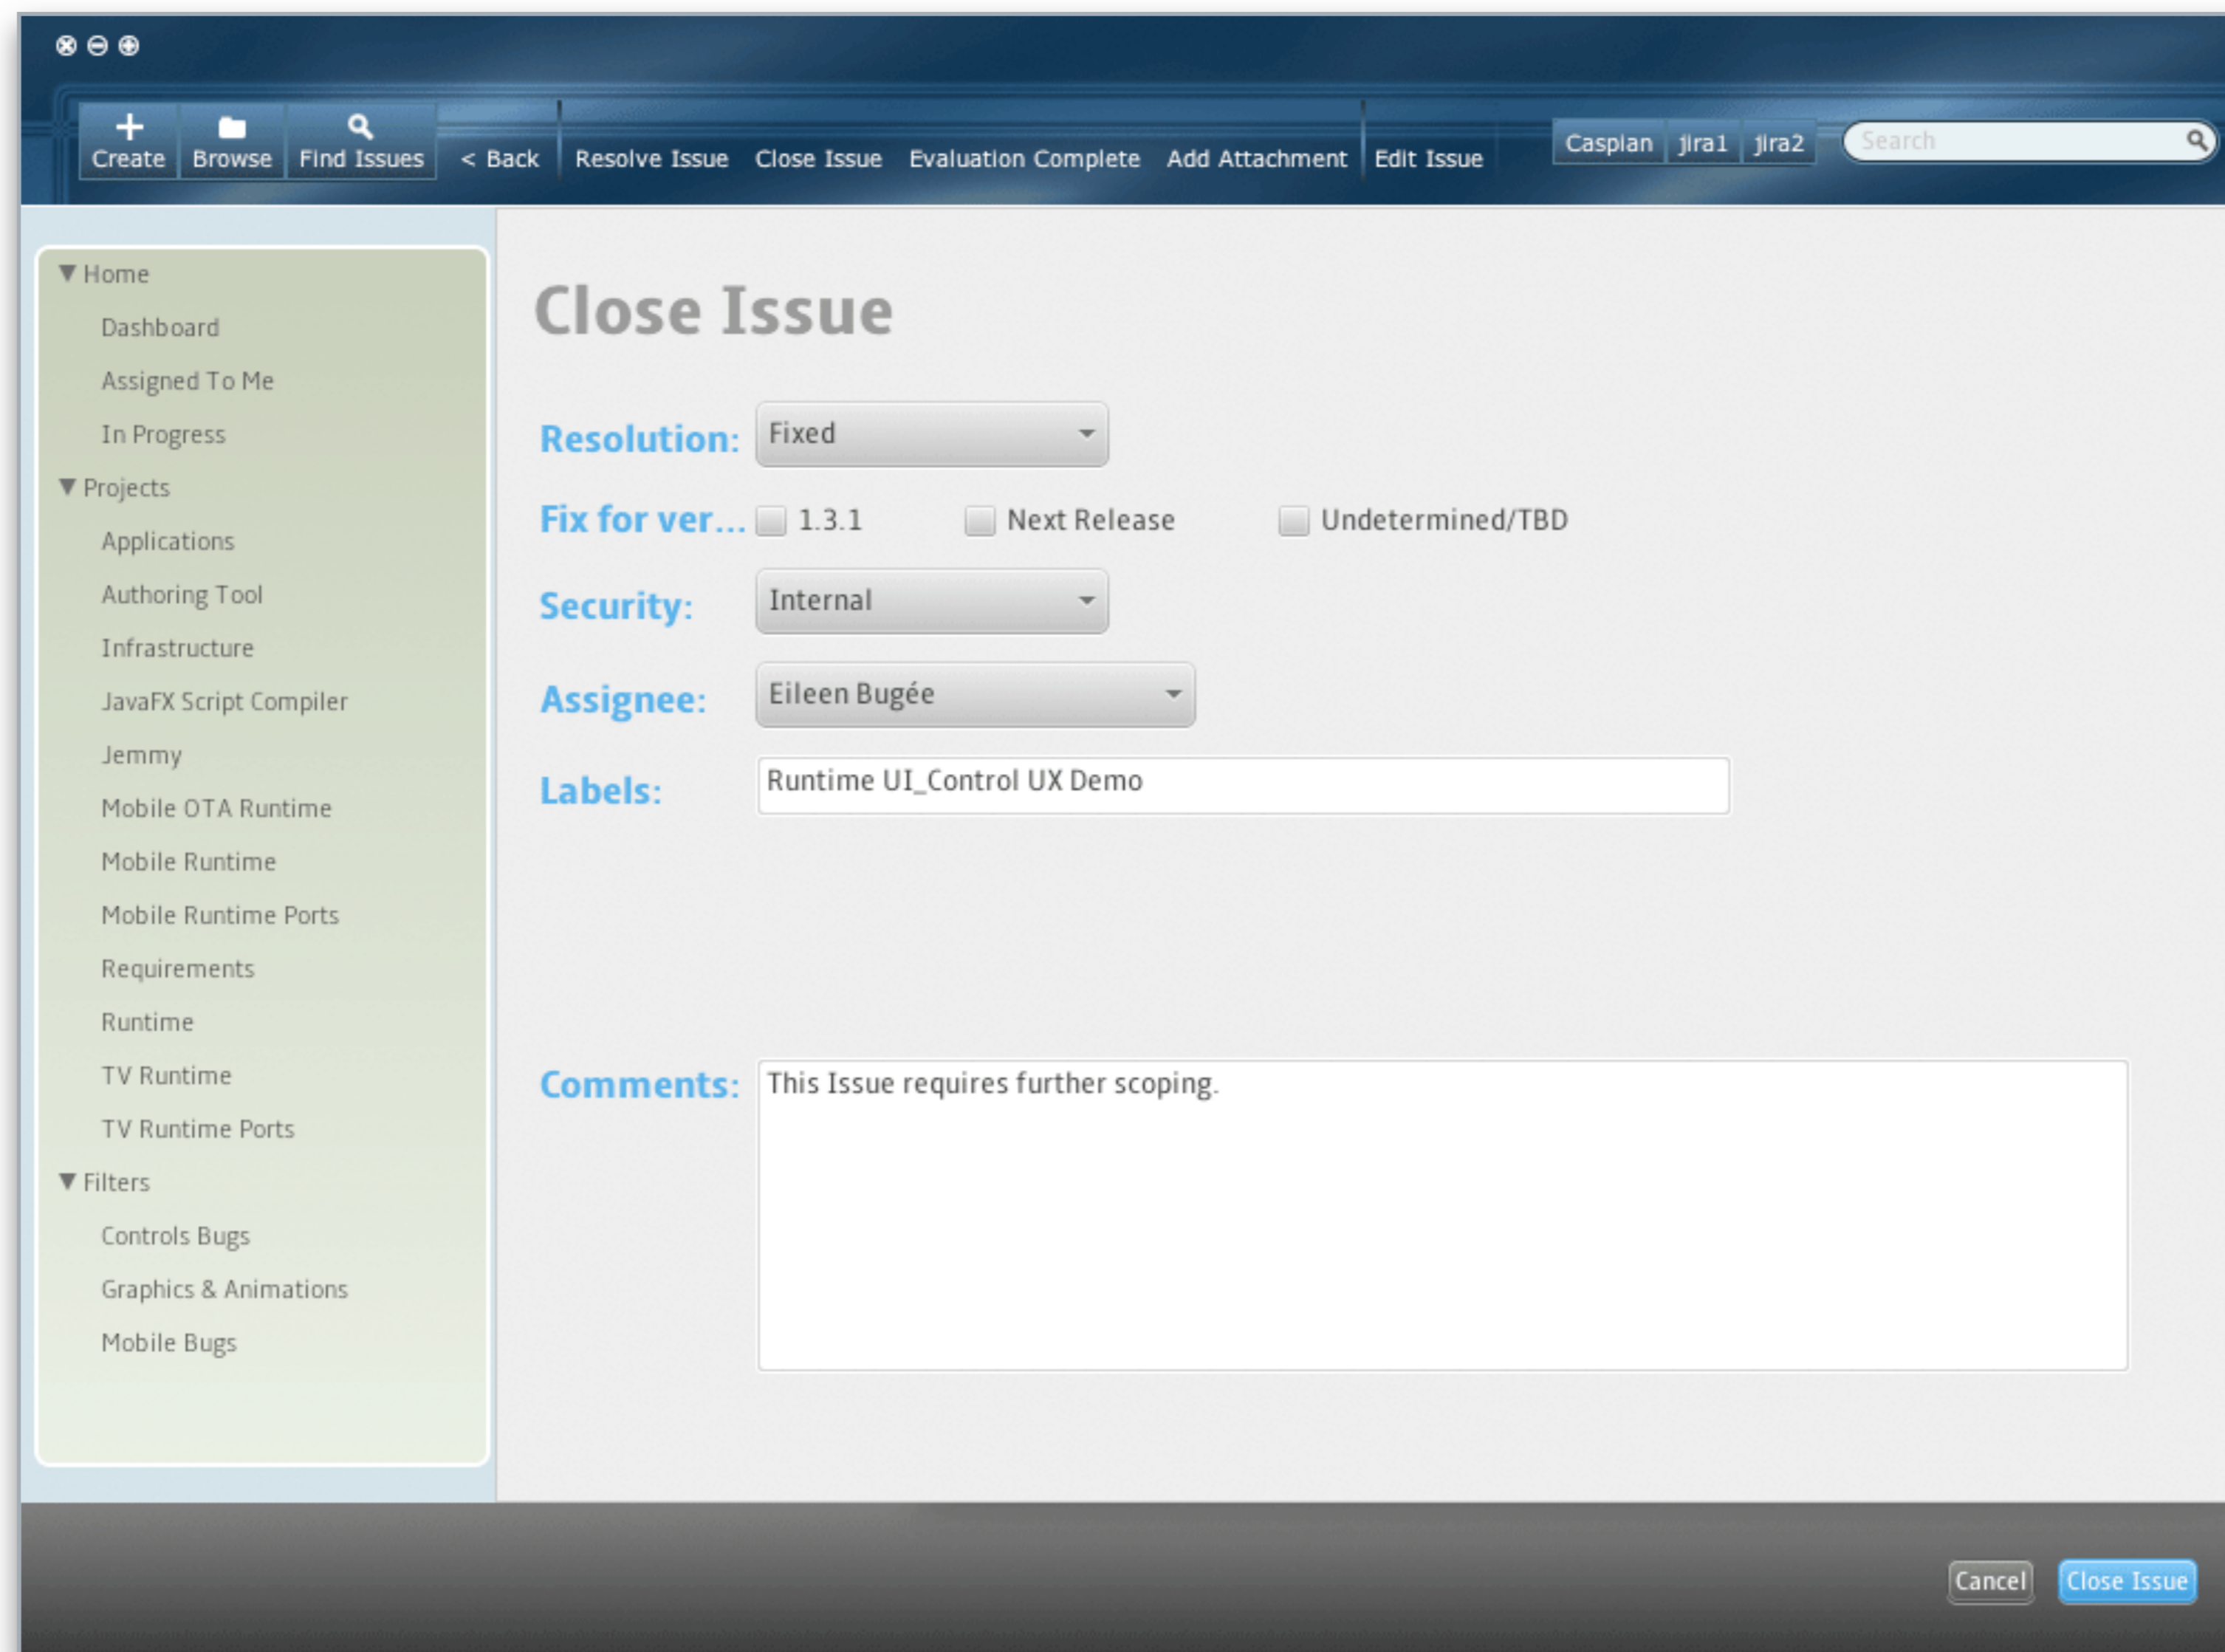 Create Browse Find Issues < Back Resolve Issue Close Issue Evaluation Complete Add Attachment Edit Issue Caspian jira1 jira2 Search
Home
Dashboard
Assigned To Me
In Progress
Projects
Applications
Authoring Tool
Infrastructure
JavaFX Script Compiler
Jemmy
Mobile OTA Runtime
Mobile Runtime
Mobile Runtime Ports
Requirements
Runtime
TV Runtime
TV Runtime Ports
Filters
Controls Bugs
Graphics & Animations
Mobile Bugs
Close Issue
Resolution: Fixed
Fix for ver... 1.3.1 Next Release Undetermined/TBD
Security: Internal
Assignee: Eileen Bugée
Labels: Runtime UI_Control UX Demo
Comments: This Issue requires further scoping.
Cancel Close Issue